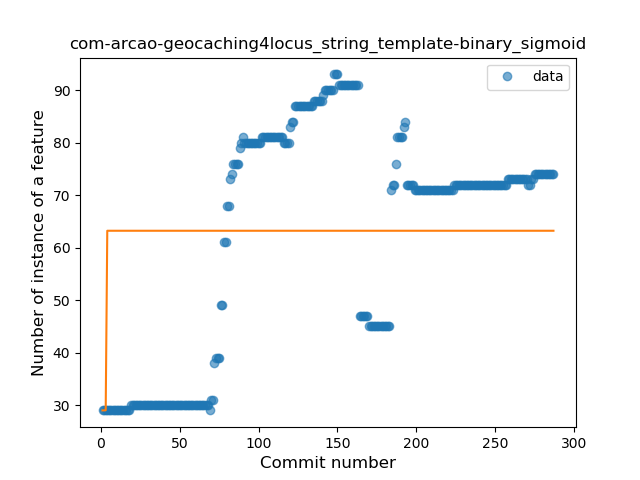 com-arcao-geocaching4locus_string_template-binary_sigmoid
data
Number of instance of a feature
90
80
70
60
50
40
30
0 50 100 150 200 250 300
Commit number